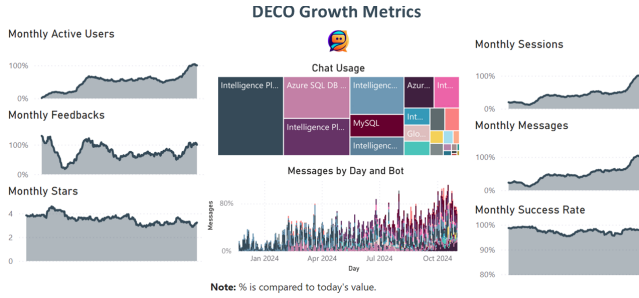 DECO Growth Metrics
Monthly Active Users
100%
0%
Monthly Feedbacks
100%
0%
Monthly Stars
4
2
0
Chat Usage
Intelligence Pl...
Azure SQL DB ...
Intelligenc...
Azur...
Int...
Intelligence Pl...
MySQL
Int...
Glo...
Intelligenc...
Messages by Day and Bot
Messages
80%
0%
Jan 2024
Apr 2024
Jul 2024
Oct 2024
Day
Monthly Sessions
100%
0%
Monthly Messages
100%
0%
Monthly Success Rate
100%
90%
80%
Note: % is compared to today's value.